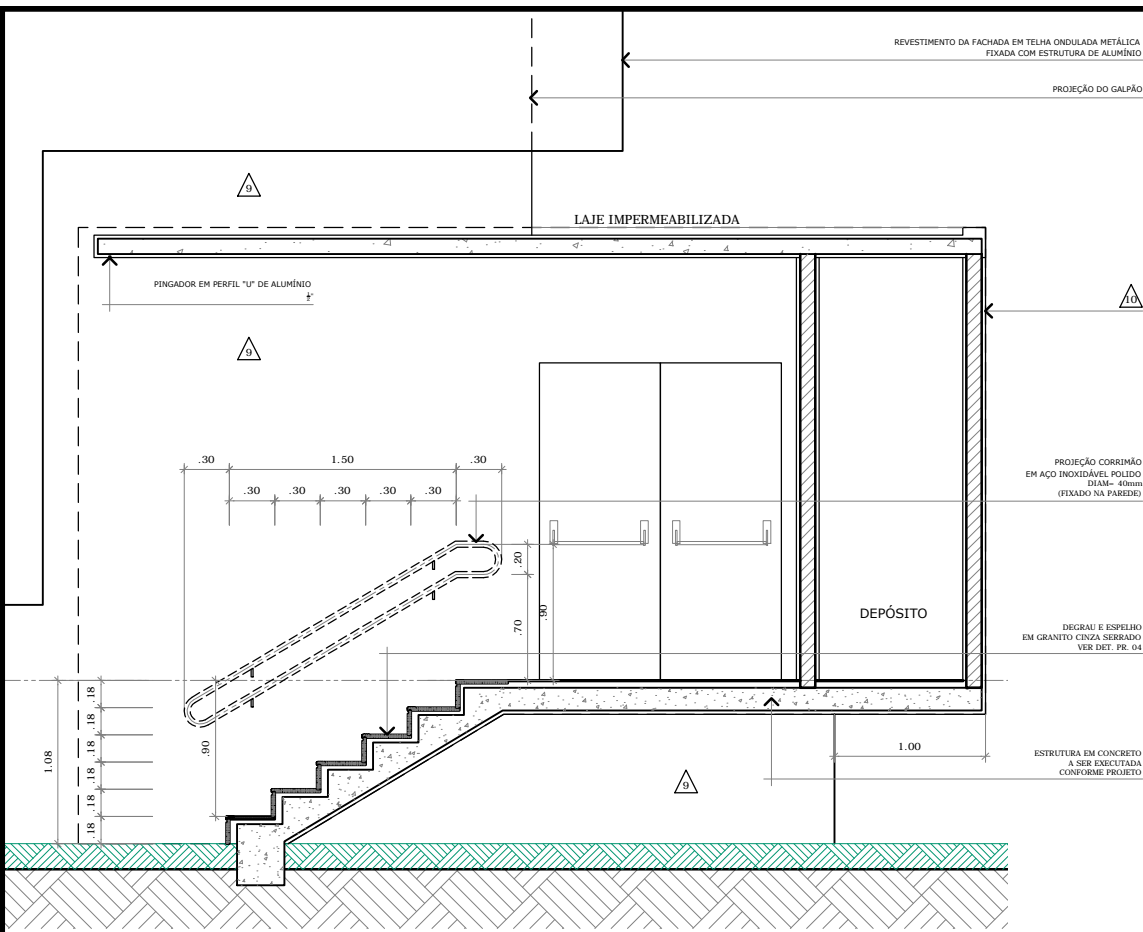 REVESTIMENTO DA FACHADA EM TELHA ONDULADA METÁLICA
FIXADA COM ESTRUTURA DE ALUMÍNIO
PROJEÇÃO DO GALPÃO
9
LAJE IMPERMEABILIZADA
PINGADOR EM PERFIL "U" DE ALUMÍNIO
10
9
.30
1.50
.30
.30
.30
.30
.30
.30
PROJEÇÃO CORRIMÃO
EM AÇO INOXIDÁVEL POLIDO
DIAM= 40mm
(FIXADO NA PAREDE)
.20
.70
.90
DEPÓSITO
DEGRAU E ESPELHO
EM GRANITO CINZA SERRADO
VER DET. PR. 04
.18
.18
.18
.18
.18
.18
1.08
.90
1.00
9
ESTRUTURA EM CONCRETO
A SER EXECUTADA
CONFORME PROJETO